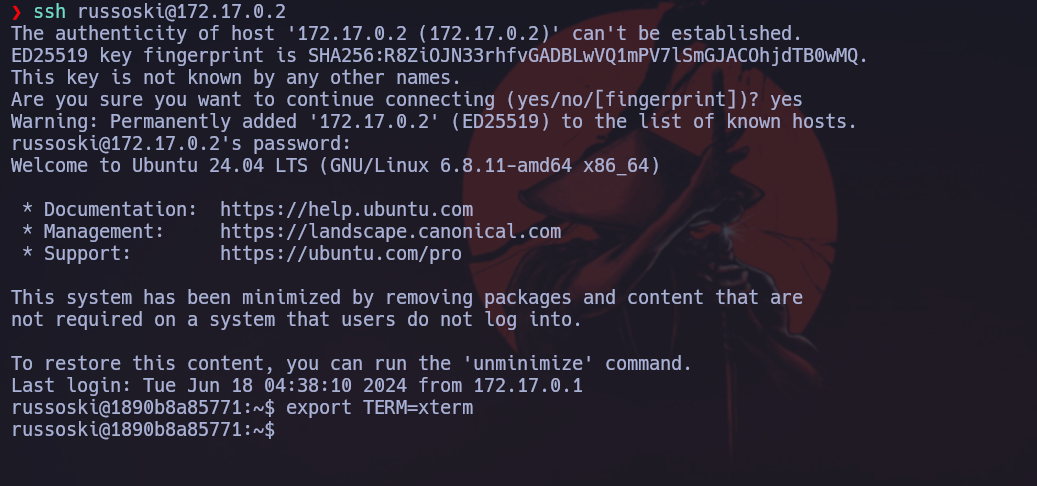 ❯ ssh russoski@172.17.0.2
The authenticity of host '172.17.0.2 (172.17.0.2)' can't be established.
ED25519 key fingerprint is SHA256:R8ZiOJN33rhfvGADBLwVQ1mPV7lSmGJACOhjdTB0wMQ.
This key is not known by any other names.
Are you sure you want to continue connecting (yes/no/[fingerprint])? yes
Warning: Permanently added '172.17.0.2' (ED25519) to the list of known hosts.
russoski@172.17.0.2's password:
Welcome to Ubuntu 24.04 LTS (GNU/Linux 6.8.11-amd64 x86_64)
* Documentation:  https://help.ubuntu.com
* Management:     https://landscape.canonical.com
* Support:        https://ubuntu.com/pro
This system has been minimized by removing packages and content that are
not required on a system that users do not log into.
To restore this content, you can run the 'unminimize' command.
Last login: Tue Jun 18 04:38:10 2024 from 172.17.0.1
russoski@1890b8a85771:~$ export TERM=xterm
russoski@1890b8a85771:~$